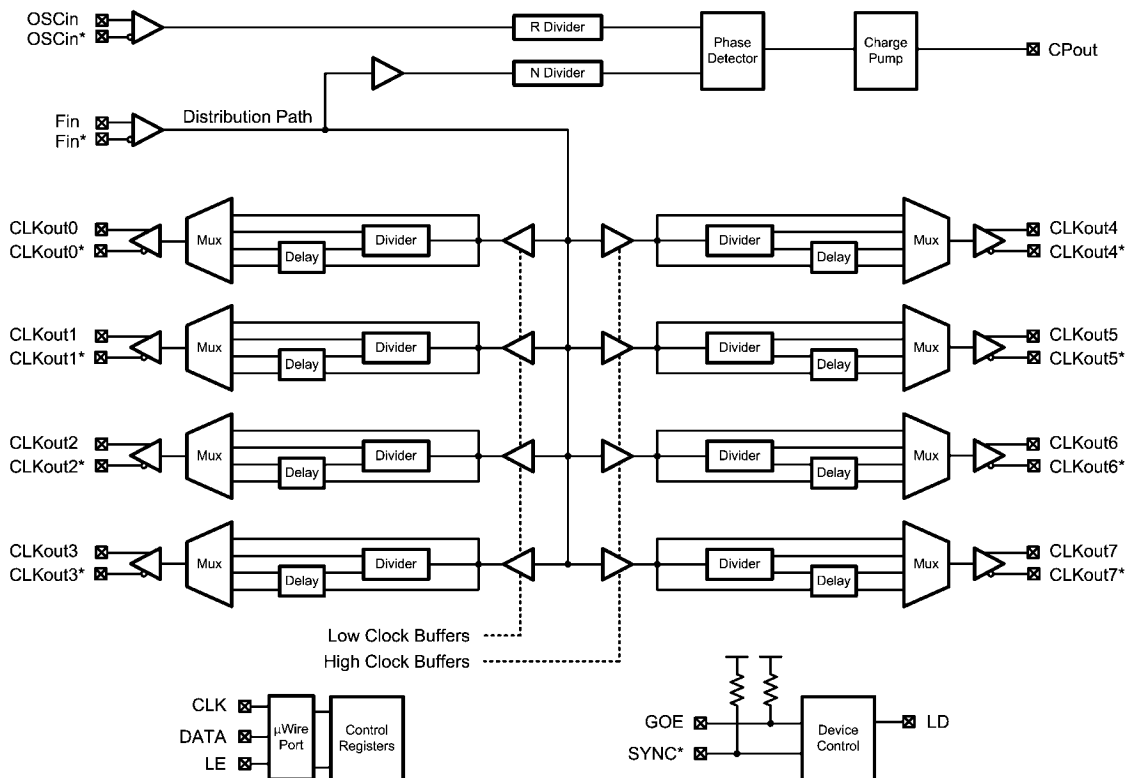 OSCin
OSCin*
R Divider
Phase
Detector
Charge
Pump
CPout
N Divider
Fin
Fin*
Distribution Path
CLKout0
CLKout0*
Mux
Divider
Delay
Divider
Delay
Mux
CLKout4
CLKout4*
CLKout1
CLKout1*
Mux
Divider
Delay
Divider
Delay
Mux
CLKout5
CLKout5*
CLKout2
CLKout2*
Mux
Divider
Delay
Divider
Delay
Mux
CLKout6
CLKout6*
CLKout3
CLKout3*
Mux
Divider
Delay
Divider
Delay
Mux
CLKout7
CLKout7*
Low Clock Buffers
High Clock Buffers
CLK
DATA
LE
µWire
Port
Control
Registers
GOE
SYNC*
Device
Control
LD